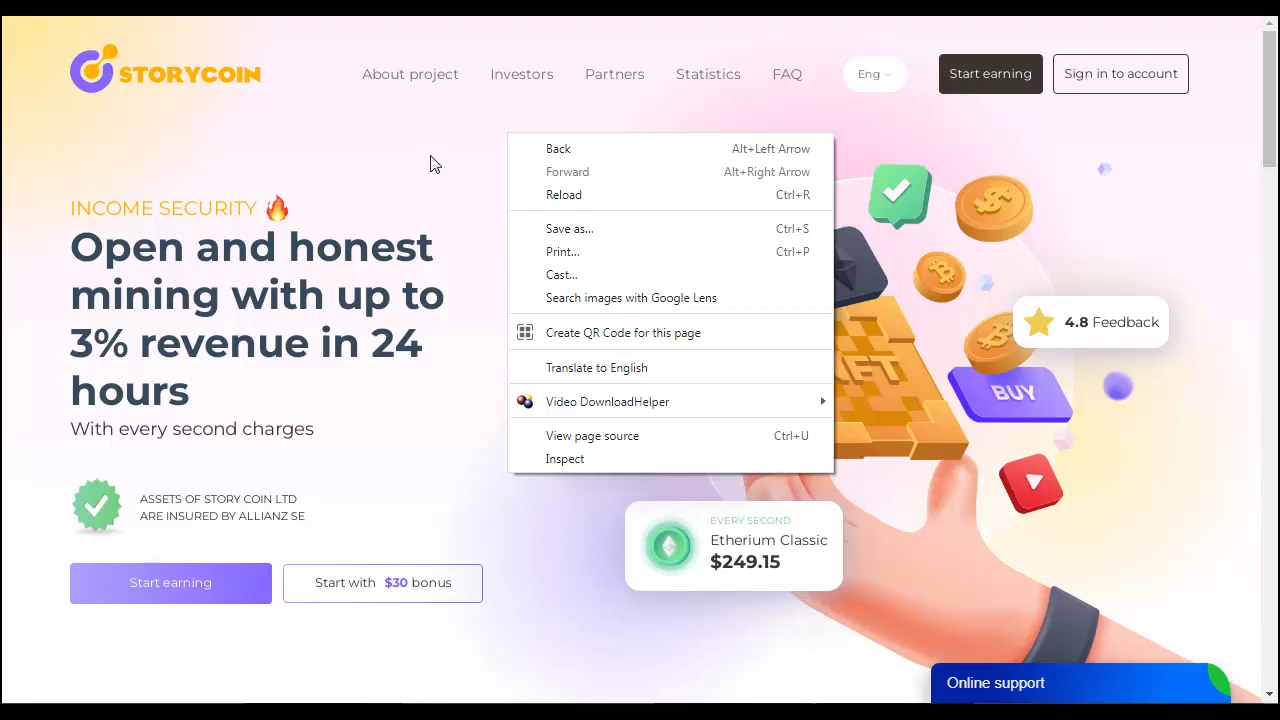 STORYCOIN
About project
Investors
Partners
Statistics
FAQ
Eng
Start earning
Sign in to account
INCOME SECURITY
Open and honest
mining with up to
3% revenue in 24
hours
With every second charges
ASSETS OF STORY COIN LTD
ARE INSURED BY ALLIANZ SE
Start earning
Start with $30 bonus
Back Alt+Left Arrow
Forward Alt+Right Arrow
Reload Ctrl+R
Save as... Ctrl+S
Print... Ctrl+P
Cast...
Search images with Google Lens
Create QR Code for this page
Translate to English
Video DownloadHelper
View page source Ctrl+U
Inspect
4.8 Feedback
BUY
EVERY SECOND
Etherium Classic
$249.15
Online support